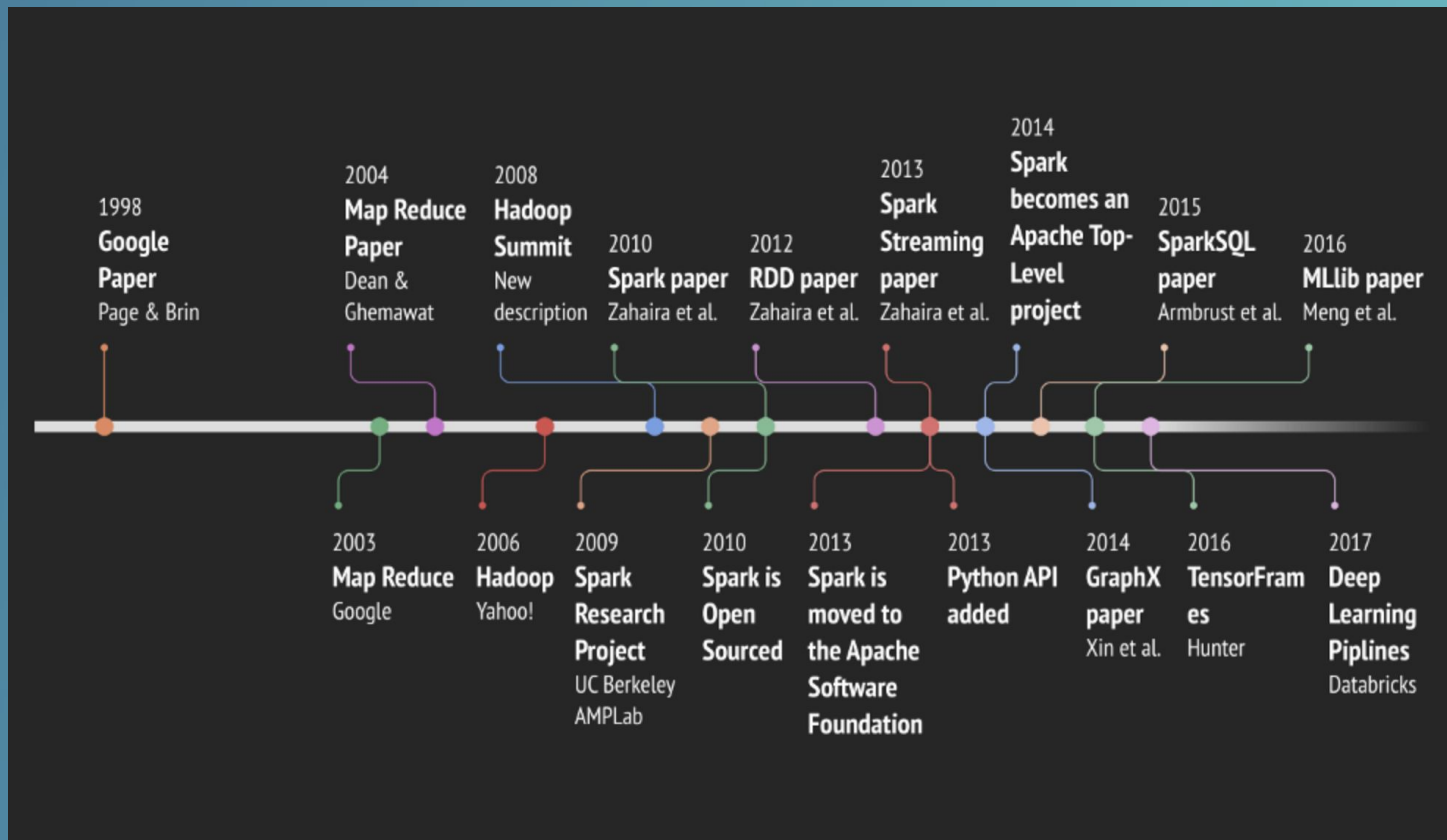 1998
Google
Paper
Page & Brin
2004
Map Reduce
Paper
Dean &
Ghemawat
2008
Hadoop
Summit
New
description
2010
Spark paper
Zahaira et al.
2012
RDD paper
Zahaira et al.
2013
Spark
Streaming
paper
Zahaira et al.
2014
Spark
becomes an
Apache Top-
Level
project
2015
SparkSQL
paper
Armbrust et al.
2016
MLlib paper
Meng et al.
2003
Map Reduce
Google
2006
Hadoop
Yahoo!
2009
Spark
Research
Project
UC Berkeley
AMPLab
2010
Spark is
Open
Sourced
2013
Spark is
moved to
the Apache
Software
Foundation
2013
Python API
added
2014
GraphX
paper
Xin et al.
2016
TensorFram
es
Hunter
2017
Deep
Learning
Piplines
Databricks